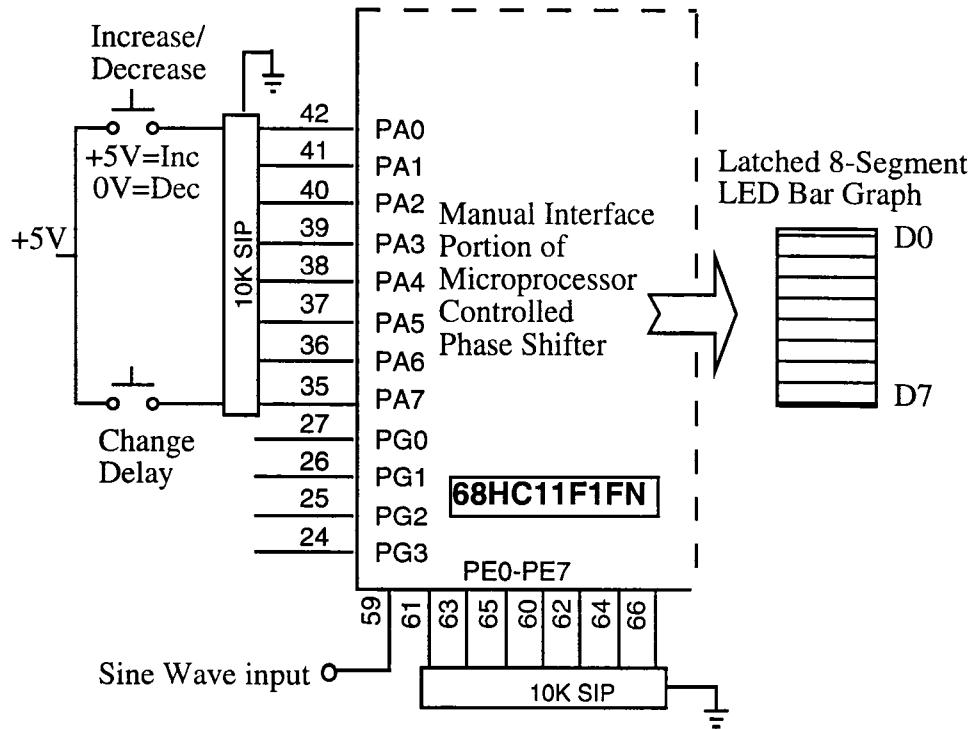 Increase/
Decrease
+5V=Inc
0V=Dec
+5V
10K SIP
Change
Delay
42
41
40
39
38
37
36
35
27
26
25
24
PA0
PA1
PA2
PA3
PA4
PA5
PA6
PA7
PG0
PG1
PG2
PG3
Manual Interface
Portion of
Microprocessor
Controlled
Phase Shifter
68HC11F1FN
PE0-PE7
Latched 8-Segment
LED Bar Graph
D0
D7
59
61
63
65
60
62
64
66
Sine Wave input
10K SIP